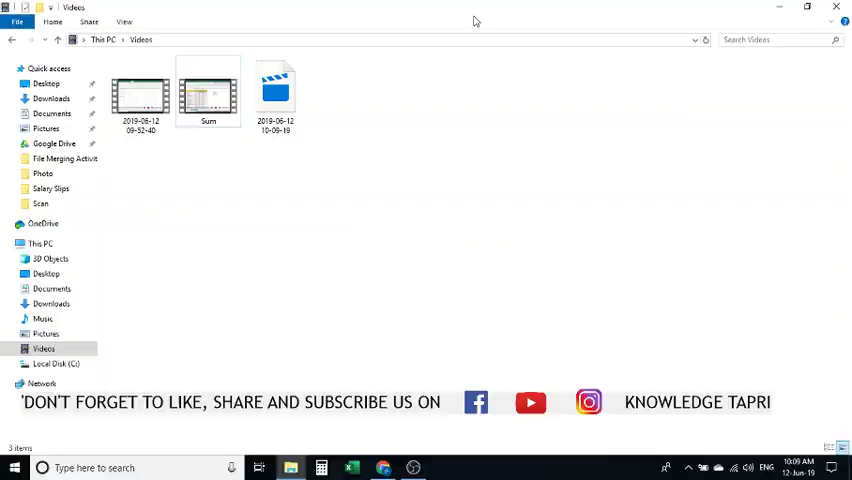 Videos
File
Home
Share
View
This PC
Videos
Search Videos
Quick access
Desktop
Downloads
Documents
Pictures
Google Drive
File Merging Activit
Photo
Salary Slips
Scan
OneDrive
This PC
3D Objects
Desktop
Documents
Downloads
Music
Pictures
Videos
Local Disk (C:)
Network
2019-06-12
09-52-40
Sum
2019-06-12
10-09-19
'DON'T FORGET TO LIKE, SHARE AND SUBSCRIBE US ON KNOWLEDGE TAPRI
3 items
Type here to search
ENG
10:09 AM
12-Jun-19